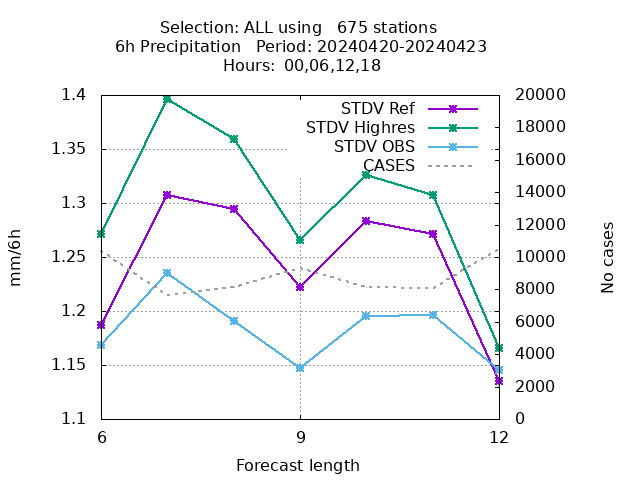 Selection: ALL using   675 stations
6h Precipitation   Period: 20240420-20240423
Hours:  00,06,12,18
STDV Ref
STDV Highres
STDV OBS
CASES
1.4
1.35
1.3
1.25
1.2
1.15
1.1
20000
18000
16000
14000
12000
10000
8000
6000
4000
2000
0
mm/6h
No cases
6
9
12
Forecast length